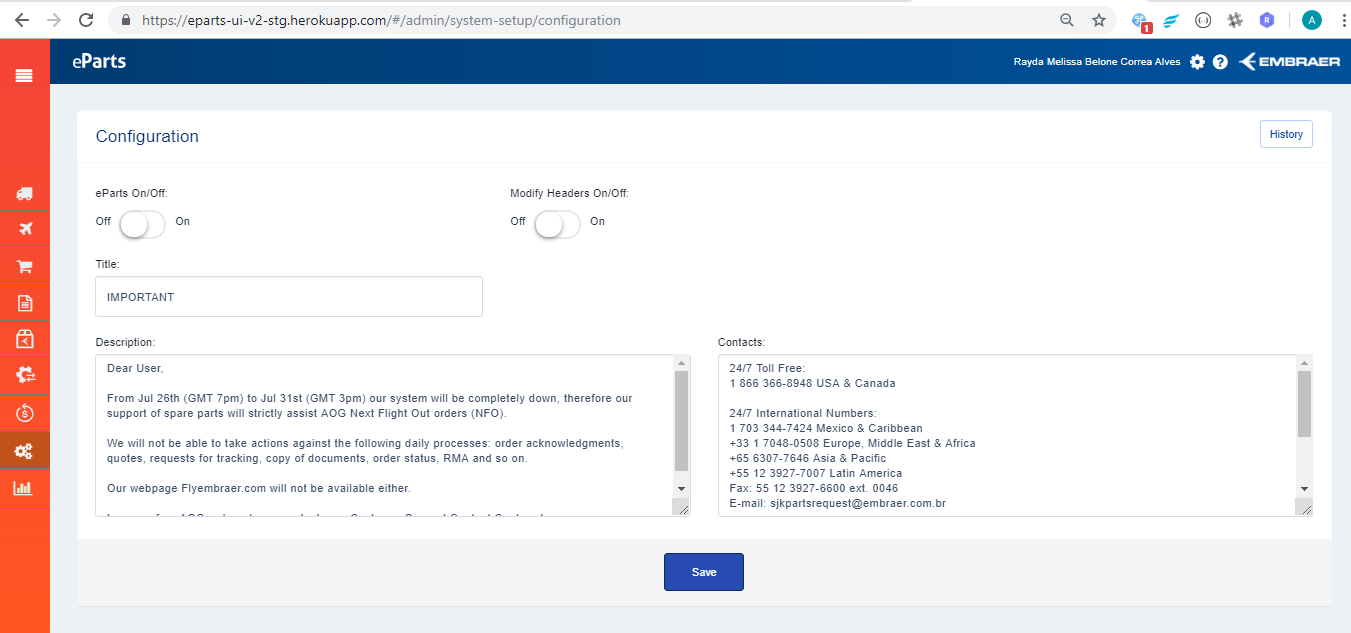 https://eparts-ui-v2-stg.herokuapp.com/#/admin/system-setup/configuration
1
R
A
eParts
Rayda Melissa Belone Correa Alves
?
EMBRAER
Configuration
History
eParts On/Off:
Modify Headers On/Off:
Off
On
Off
On
Title:
IMPORTANT
Description:
Contacts:
Dear User,
From Jul 26th (GMT 7pm) to Jul 31st (GMT 3pm) our system will be completely down, therefore our
support of spare parts will strictly assist AOG Next Flight Out orders (NFO).
We will not be able to take actions against the following daily processes: order acknowledgments,
quotes, requests for tracking, copy of documents, order status, RMA and so on.
Our webpage Flyembraer.com will not be available either.
24/7 Toll Free:
1 866 366-8948 USA & Canada
24/7 International Numbers:
1 703 344-7424 Mexico & Caribbean
+33 1 7048-0508 Europe, Middle East & Africa
+65 6307-7646 Asia & Pacific
+55 12 3927-7007 Latin America
Fax: 55 12 3927-6600 ext. 0046
E-mail: sjkpartsrequest@embraer.com.br
Save